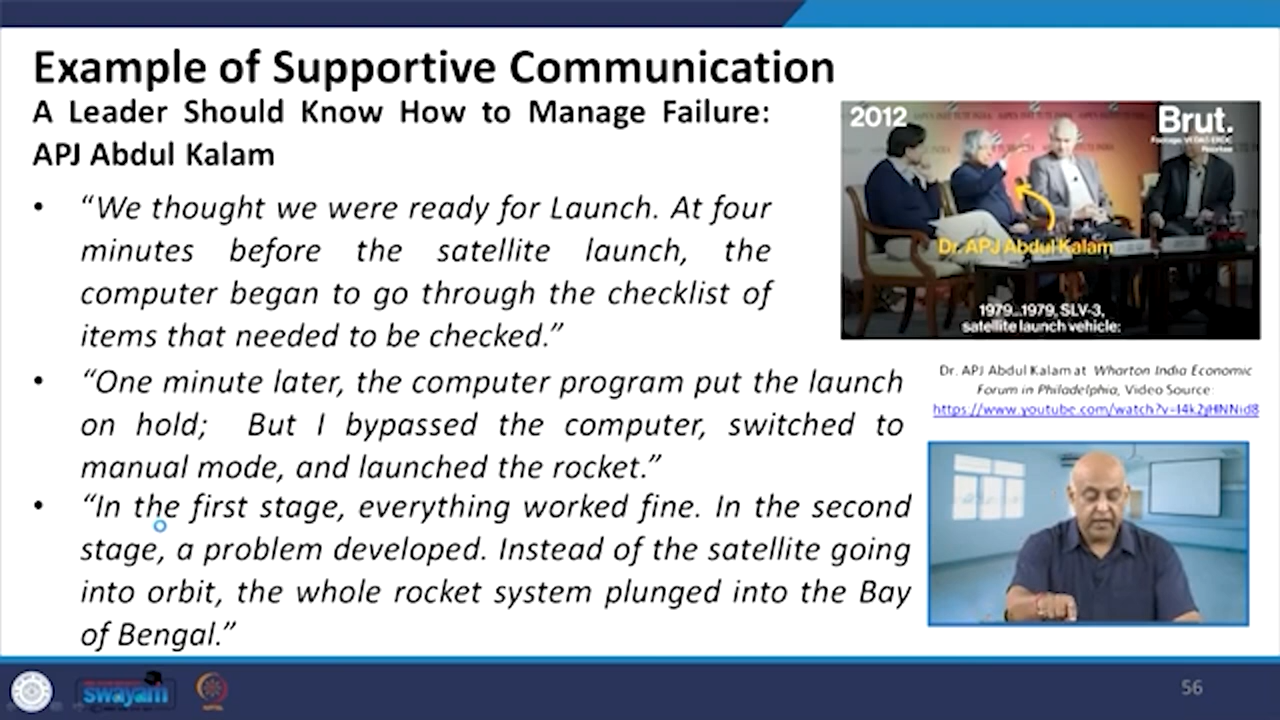 Example of Supportive Communication
A Leader Should Know How to Manage Failure:
APJ Abdul Kalam
• “We thought we were ready for Launch. At four
minutes before the satellite launch, the
computer began to go through the checklist of
items that needed to be checked.”
• “One minute later, the computer program put the launch
on hold; But I bypassed the computer, switched to
manual mode, and launched the rocket.”
• “In the first stage, everything worked fine. In the second
stage, a problem developed. Instead of the satellite going
into orbit, the whole rocket system plunged into the Bay
of Bengal.”
2012
Brut.
Dr. APJ Abdul Kalam
1979...1979, SLV-3,
satellite launch vehicle:
Dr. APJ Abdul Kalam at Wharton India Economic
Forum in Philadelphia, Video Source:
swayam
56